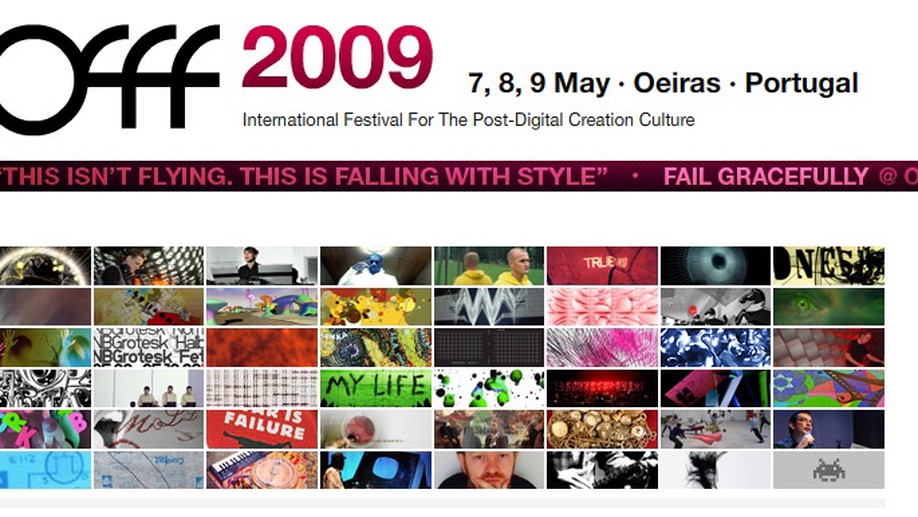 Offf
2009
7, 8, 9 May · Oeiras · Portugal
International Festival For The Post-Digital Creation Culture
"THIS ISN'T FLYING. THIS IS FALLING WITH STYLE" · FAIL GRACEFULLY @ O
TRUE
NBGrotesk
NBGrotesk
MY LIFE
IS
FAILURE